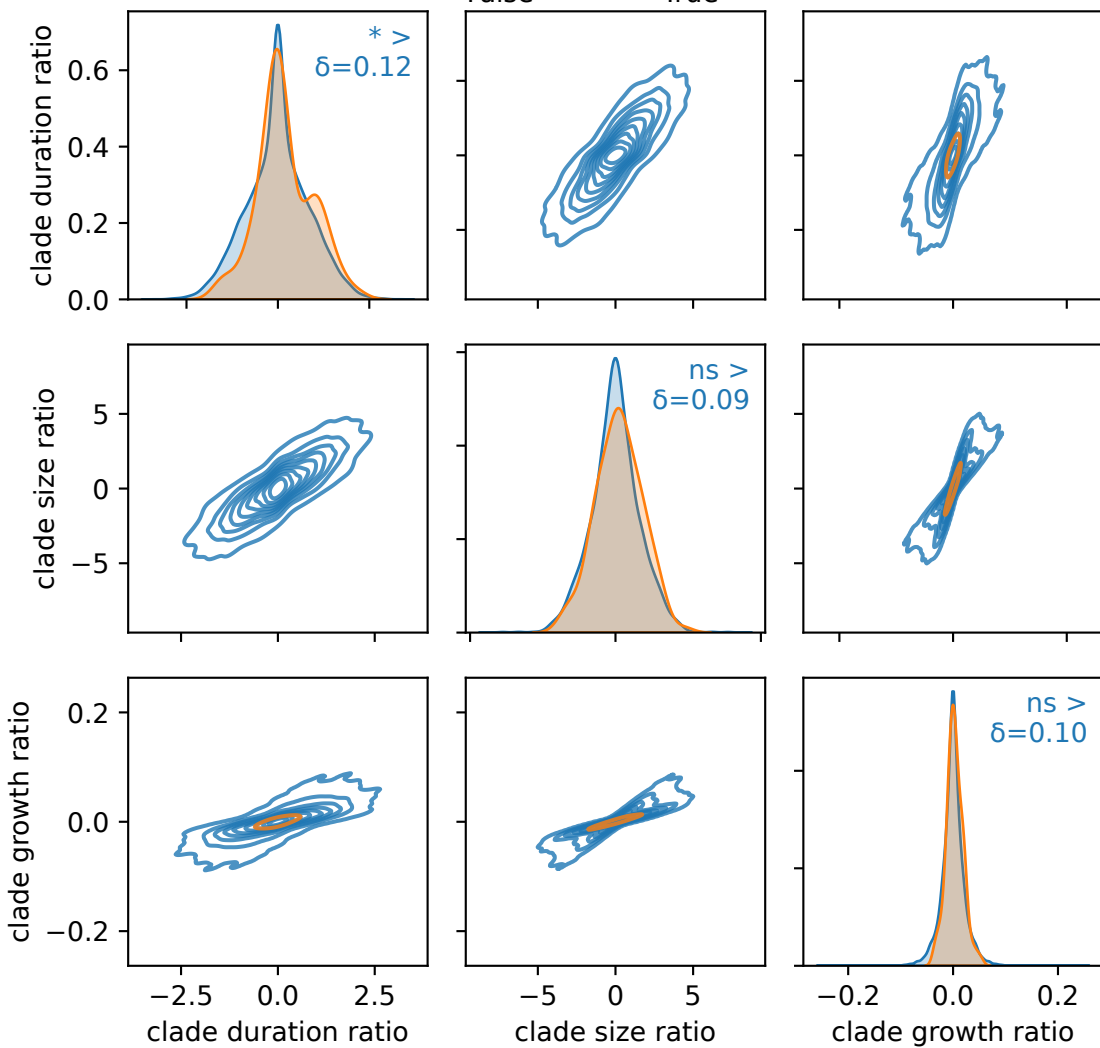 clade duration ratio
0.6
0.4
0.2
0.0
* >
δ=0.12
clade size ratio
5
0
−5
ns >
δ=0.09
clade growth ratio
0.2
0.0
−0.2
ns >
δ=0.10
−2.5 0.0 2.5
−5 0 5
−0.2 0.0 0.2
clade duration ratio
clade size ratio
clade growth ratio